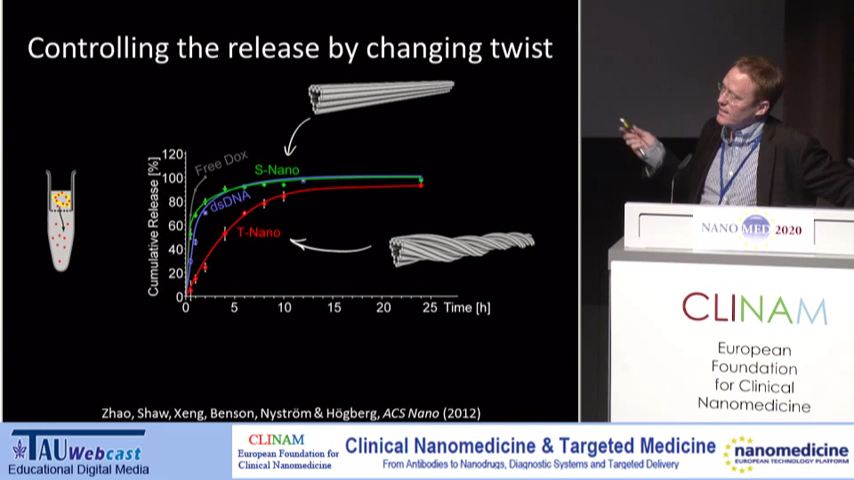 Controlling the release by changing twist
Cumulative Release [%]
120
100
80
60
40
20
0
Free Dox
S-Nano
dsDNA
T-Nano
0 5 10 15 20 25 Time [h]
Zhao, Shaw, Xeng, Benson, Nyström & Högberg, ACS Nano (2012)
NANOMED 2020
CLINAM
European
Foundation
for Clinical
Nanomedicine
TAU Webcast
Educational Digital Media
CLINAM
European Foundation for
Clinical Nanomedicine
Clinical Nanomedicine & Targeted Medicine
From Antibodies to Nanodrugs, Diagnostic Systems and Targeted Delivery
nanomedicine
EUROPEAN TECHNOLOGY PLATFORM